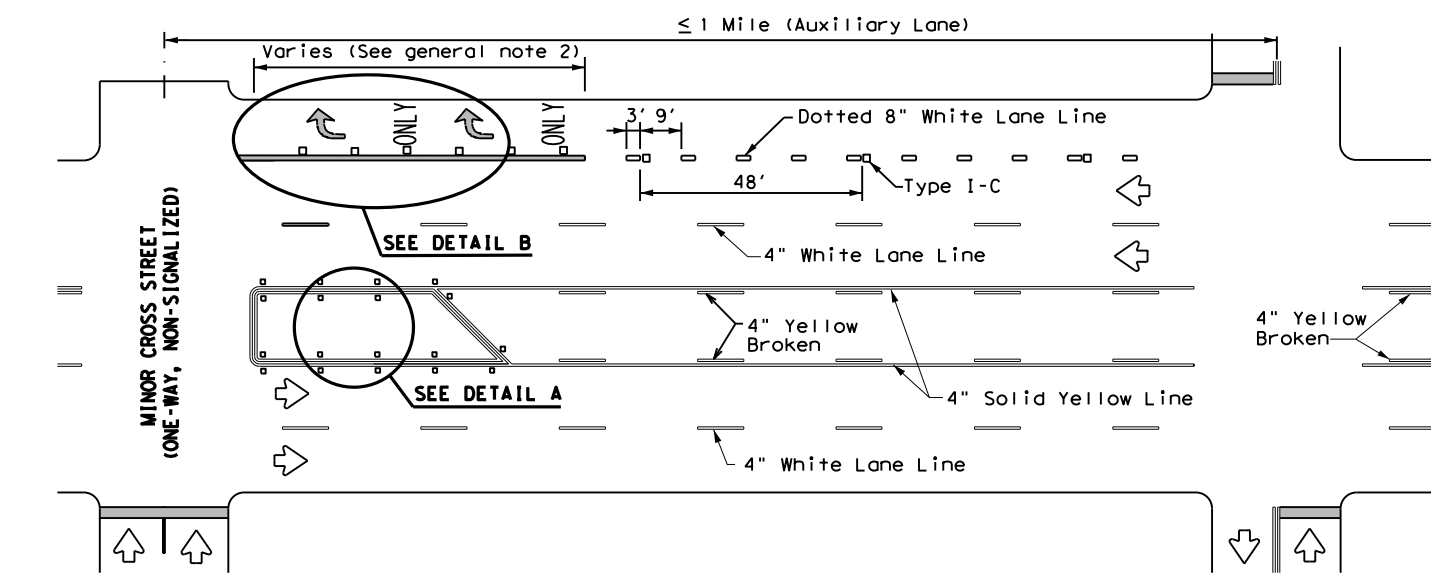 ≤ 1 Mile (Auxiliary Lane)
Varies (See general note 2)
ONLY
ONLY
3' 9'
Dotted 8" White Lane Line
48'
Type I-C
SEE DETAIL B
4" White Lane Line
MINOR CROSS STREET
(ONE-WAY, NON-SIGNALIZED)
4" Yellow
Broken
4" Yellow
Broken
SEE DETAIL A
4" Solid Yellow Line
4" White Lane Line